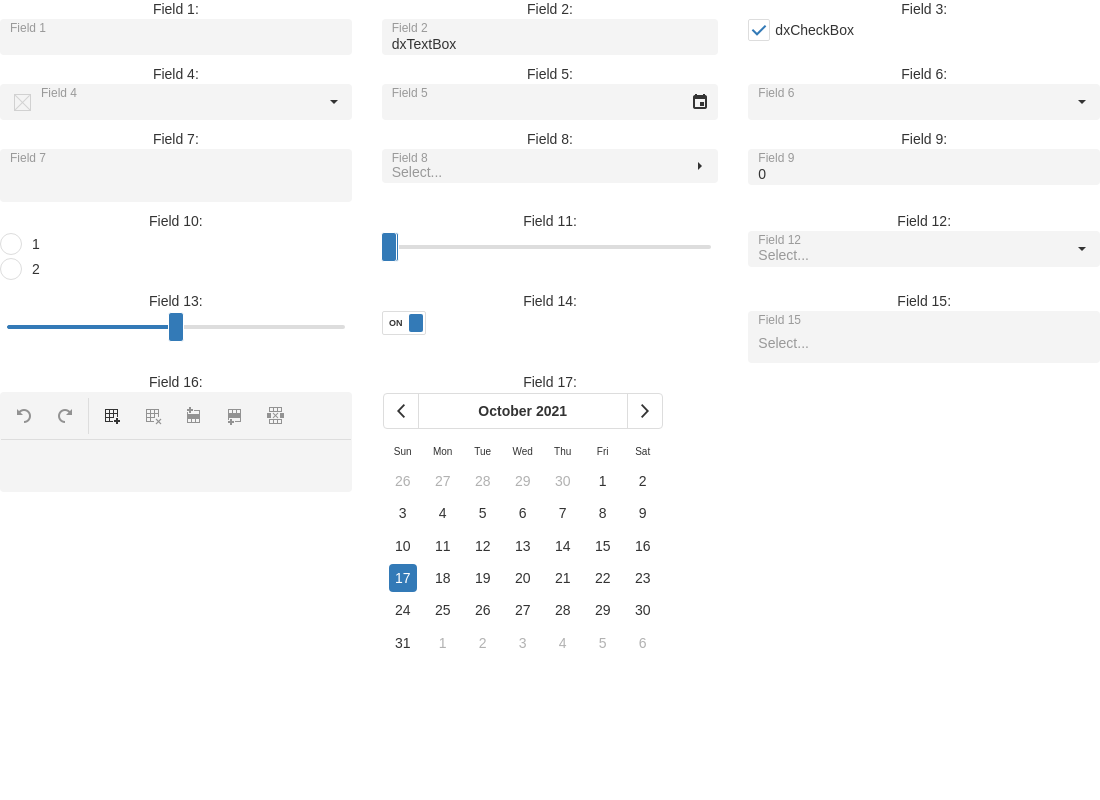 Field 1: Field 2: Field 3:
Field 1 Field 2
dxTextBox dxCheckBox
Field 4: Field 5: Field 6:
Field 4 Field 5 Field 6
Field 7: Field 8: Field 9:
Field 7 Field 8 Field 9
Select... 0
Field 10: Field 11: Field 12:
1 Field 12
Select...
2
Field 13: Field 14: Field 15:
ON Field 15
Select...
Field 16: Field 17:
October 2021
Sun Mon Tue Wed Thu Fri Sat
26 27 28 29 30 1 2
3 4 5 6 7 8 9
10 11 12 13 14 15 16
17 18 19 20 21 22 23
24 25 26 27 28 29 30
31 1 2 3 4 5 6